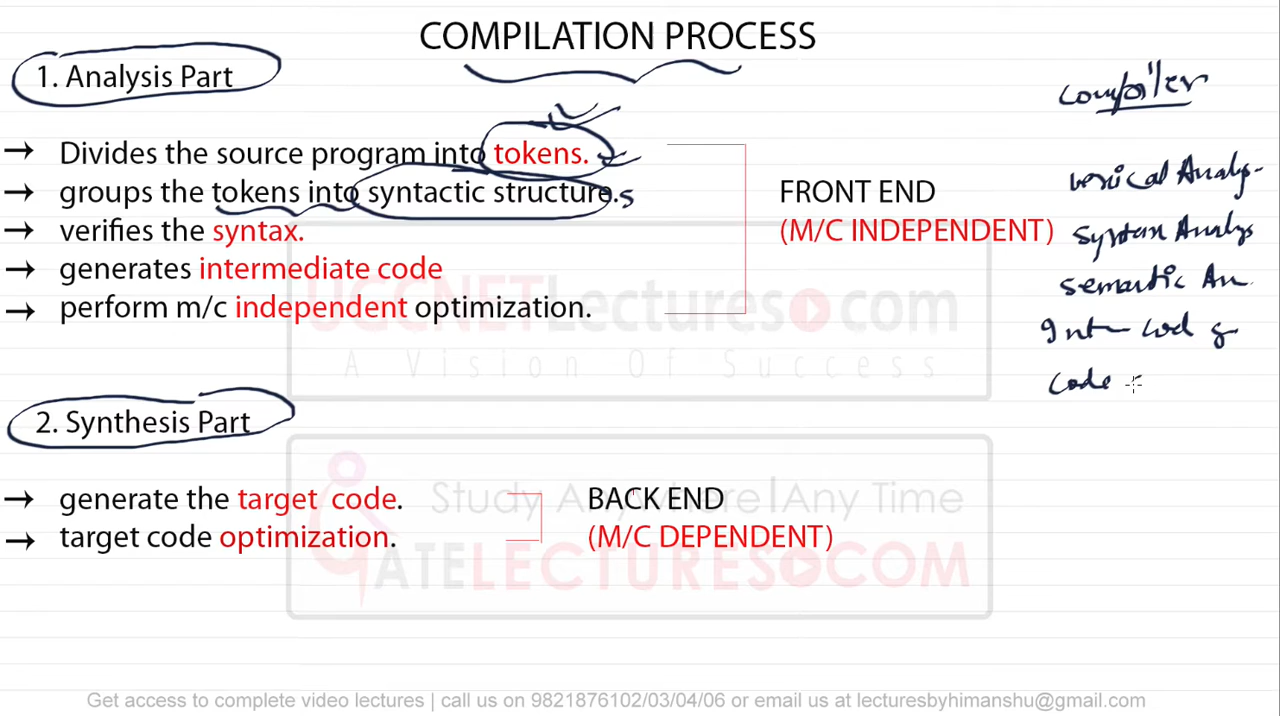 COMPILATION PROCESS
1. Analysis Part
compiler
→ Divides the source program into tokens.
→ groups the tokens into syntactic structure.s
→ verifies the syntax.
→ generates intermediate code
→ perform m/c independent optimization.
FRONT END
(M/C INDEPENDENT)
Lexical Analy-
Syntax Analys
Semantic An
Int- Cod g
Code
2. Synthesis Part
→ generate the target code.
→ target code optimization.
BACK END
(M/C DEPENDENT)
UGCNETLectures.com
A Vision Of Success
Study Anywhere|Any Time
GATELECTURES.COM
Get access to complete video lectures | call us on 9821876102/03/04/06 or email us at lecturesbyhimanshu@gmail.com